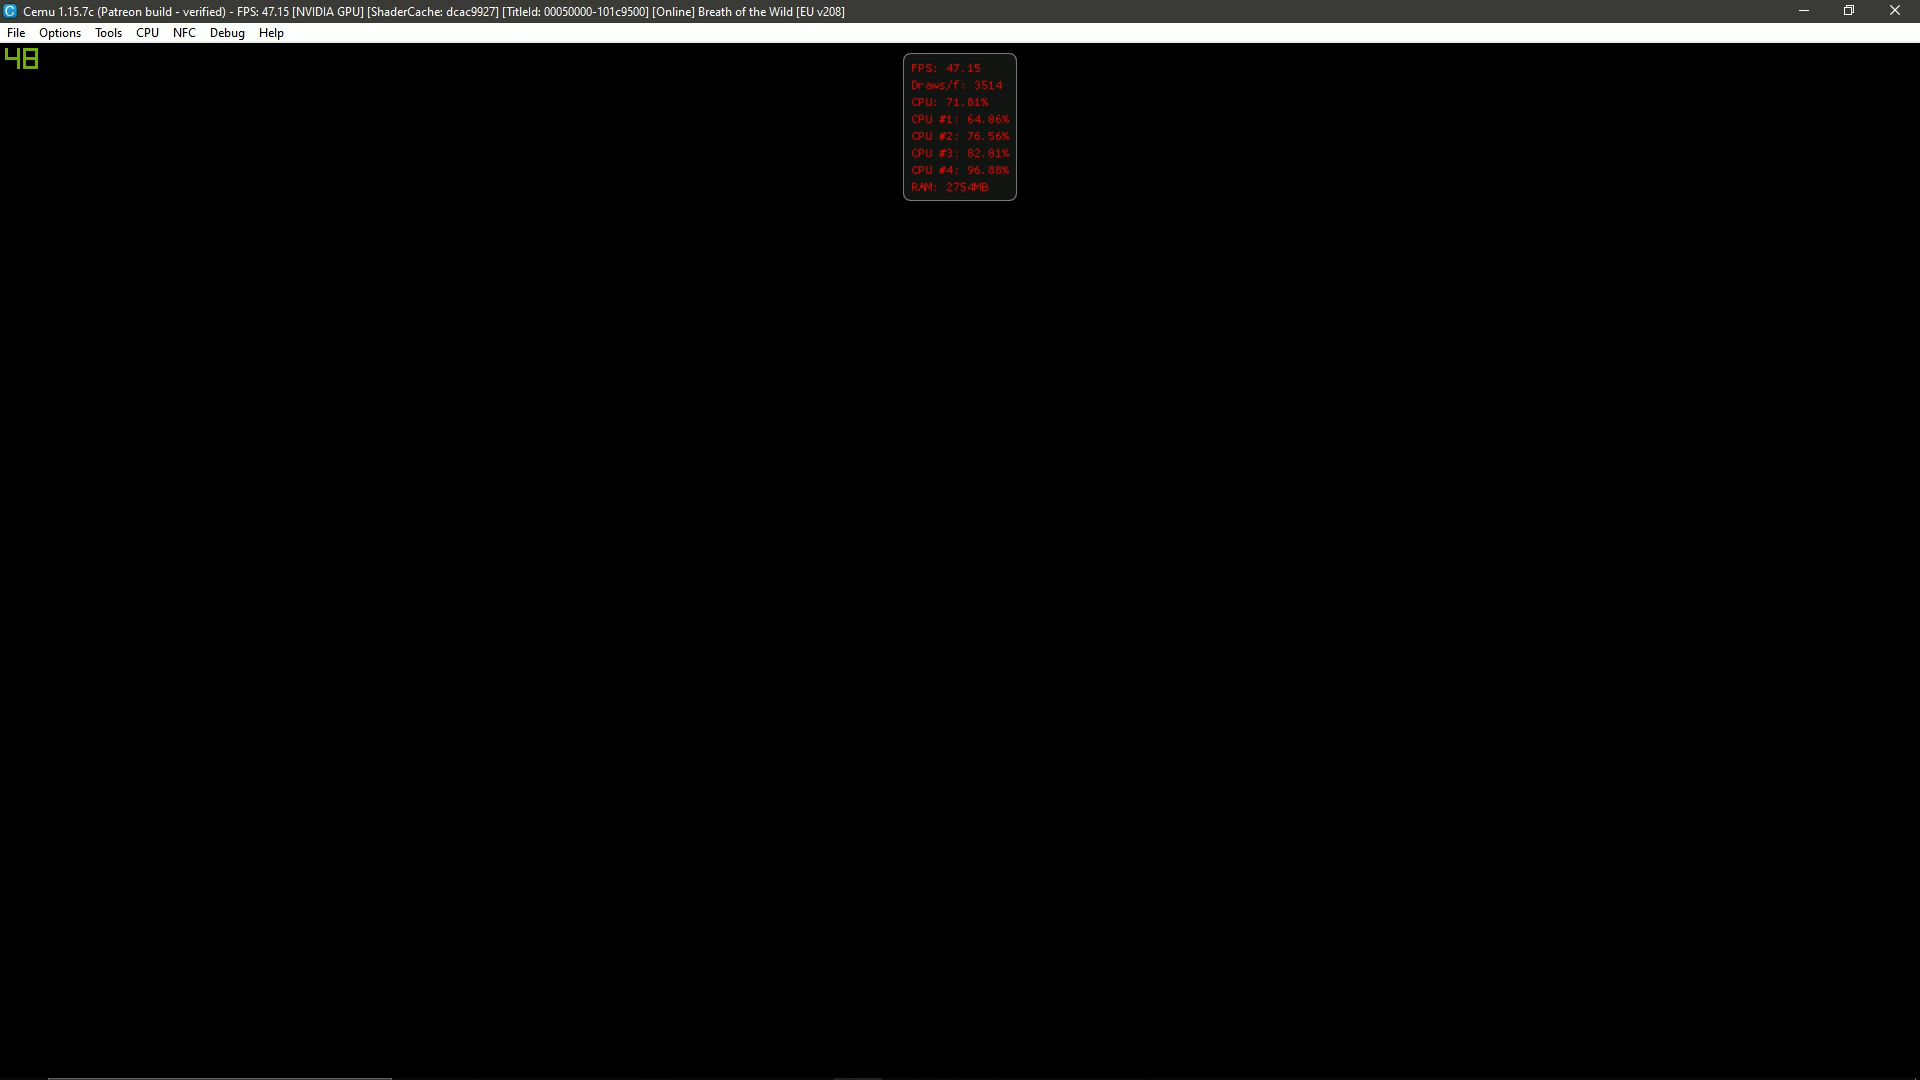 Cemu 1.15.7c (Patreon build - verified) - FPS: 47.15 [NVIDIA GPU] [ShaderCache: dcac9927] [TitleId: 00050000-101c9500] [Online] Breath of the Wild [EU v208]
File Options Tools CPU NFC Debug Help
48
FPS: 47.15
Draws/f: 3514
CPU: 71.81%
CPU #1: 64.06%
CPU #2: 76.56%
CPU #3: 82.81%
CPU #4: 96.88%
RAM: 2754MB